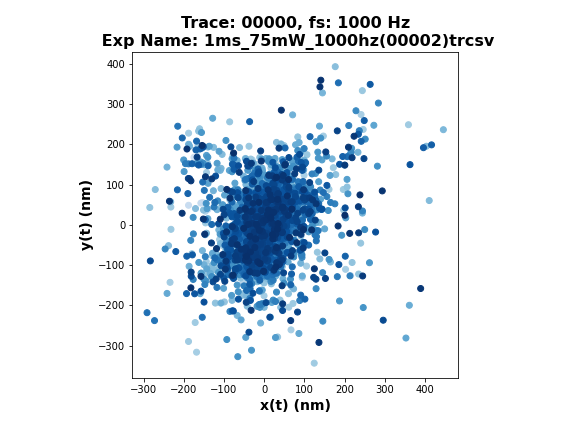 Trace: 00000, fs: 1000 Hz
Exp Name: 1ms_75mW_1000hz(00002)trcsv
400
300
200
100
0
−100
−200
−300
y(t) (nm)
−300 −200 −100 0 100 200 300 400
x(t) (nm)